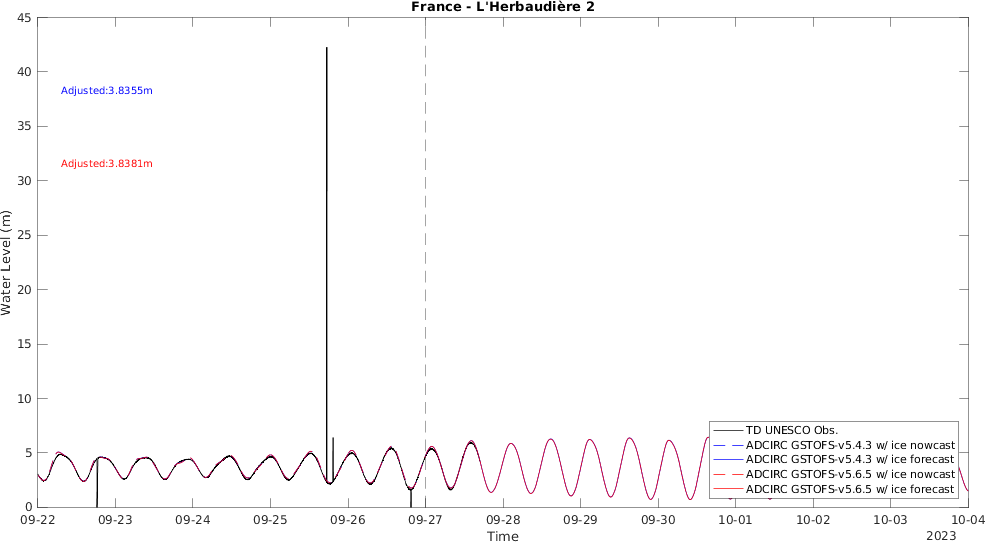 France - L'Herbaudière 2
45
40
35
30
25
20
15
10
5
0
Water Level (m)
Adjusted:3.8355m
Adjusted:3.8381m
TD UNESCO Obs.
ADCIRC GSTOFS-v5.4.3 w/ ice nowcast
ADCIRC GSTOFS-v5.4.3 w/ ice forecast
ADCIRC GSTOFS-v5.6.5 w/ ice nowcast
ADCIRC GSTOFS-v5.6.5 w/ ice forecast
09-22 09-23 09-24 09-25 09-26 09-27 09-28 09-29 09-30 10-01 10-02 10-03 10-04
Time
2023